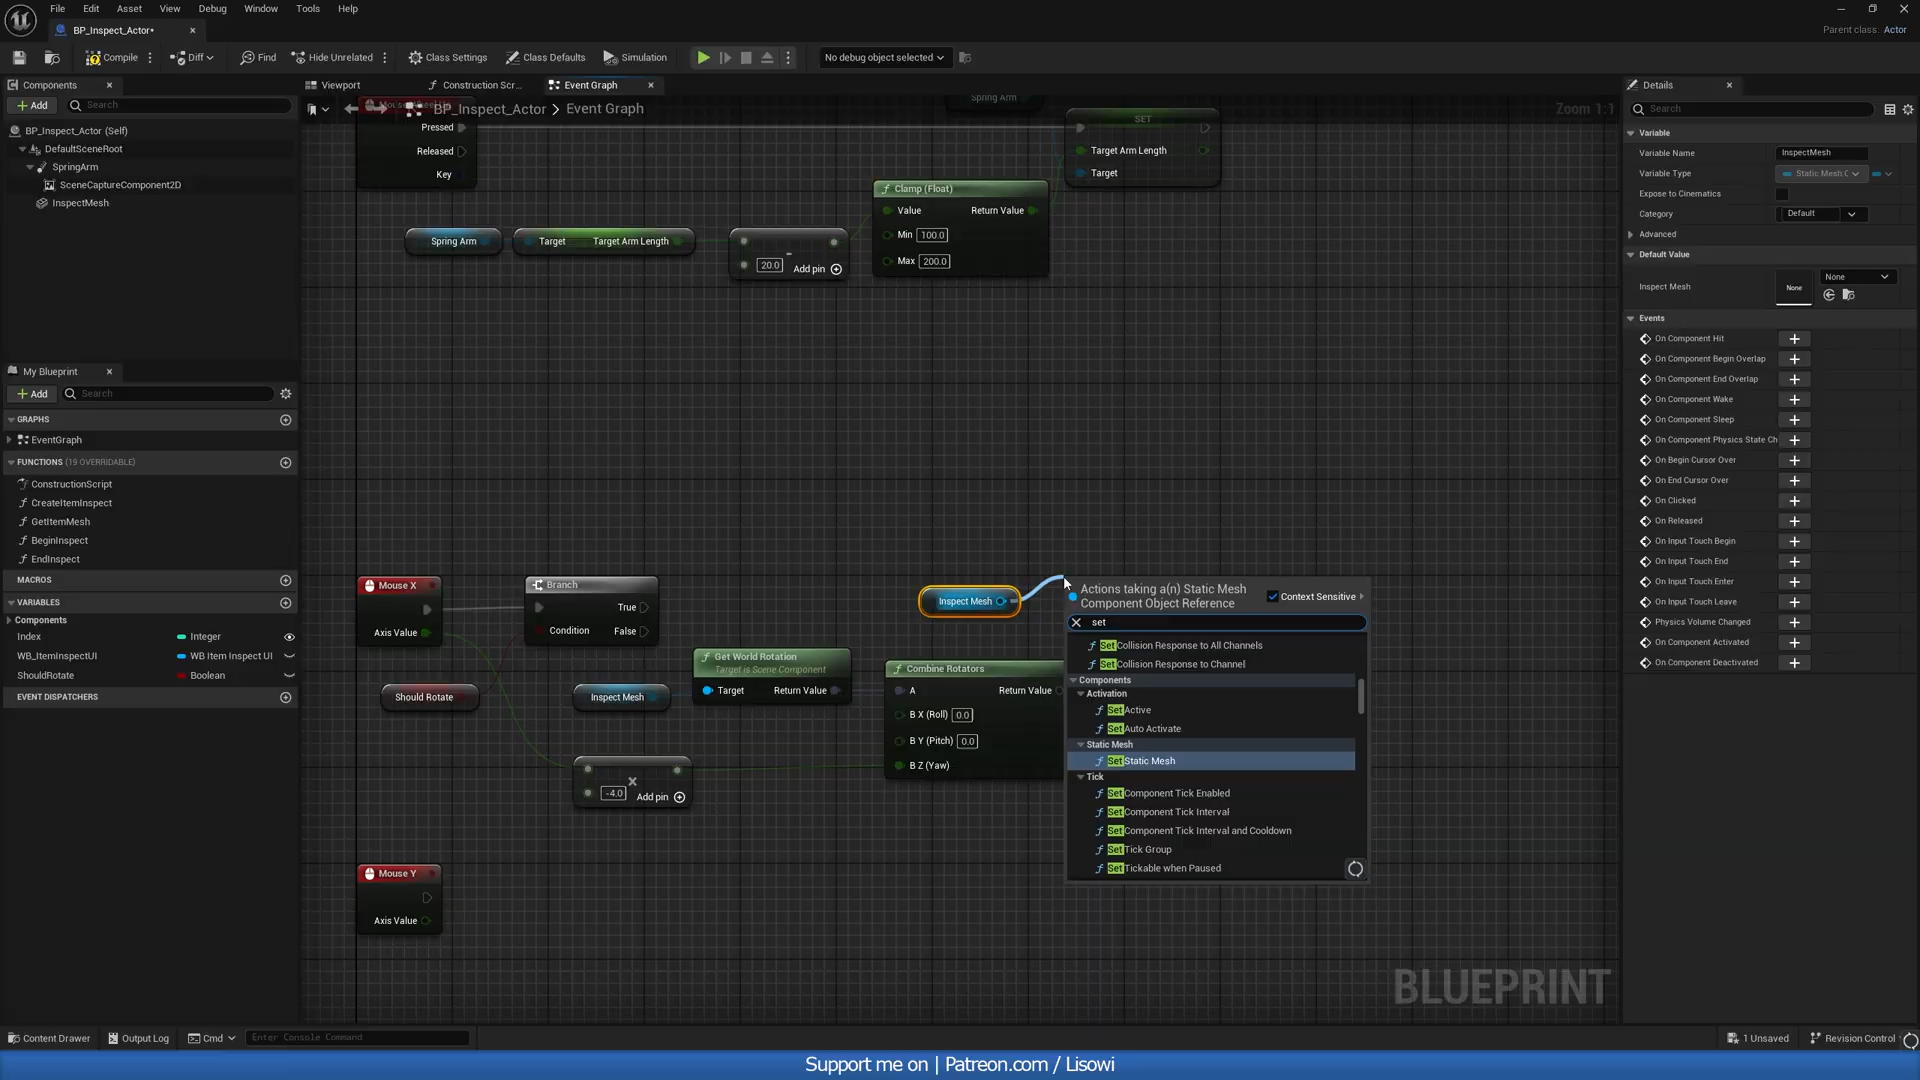 File Edit Asset View Debug Window Tools Help
BP_Inspect_Actor•
Parent class: Actor
Compile Diff Find Hide Unrelated Class Settings Class Defaults Simulation No debug object selected
Components
Add Search
BP_Inspect_Actor (Self)
DefaultSceneRoot
SpringArm
SceneCaptureComponent2D
InspectMesh
My Blueprint
Add Search
GRAPHS
EventGraph
FUNCTIONS (19 OVERRIDABLE)
ConstructionScript
CreateItemInspect
GetItemMesh
BeginInspect
EndInspect
MACROS
VARIABLES
Components
Index Integer
WB_ItemInspectUI WB Item Inspect UI
ShouldRotate Boolean
EVENT DISPATCHERS
Viewport Construction Scr... Event Graph
BP_Inspect_Actor > Event Graph
Zoom 1:1
Pressed
Released
Key
Spring Arm
SET
Target Arm Length
Target
Clamp (Float)
Value Return Value
Min 100.0
Max 200.0
Spring Arm
Target Target Arm Length
-
20.0 Add pin
Mouse X
Axis Value
Branch
True
Condition False
Should Rotate
Inspect Mesh
Get World Rotation
Target is Scene Component
Target Return Value
Combine Rotators
A Return Value
B X (Roll) 0.0
B Y (Pitch) 0.0
B Z (Yaw)
×
-4.0 Add pin
Mouse Y
Axis Value
Inspect Mesh
Actions taking a(n) Static Mesh
Component Object Reference
Context Sensitive
set
Set Collision Response to All Channels
Set Collision Response to Channel
Components
Activation
Set Active
Set Auto Activate
Static Mesh
Set Static Mesh
Tick
Set Component Tick Enabled
Set Component Tick Interval
Set Component Tick Interval and Cooldown
Set Tick Group
Set Tickable when Paused
BLUEPRINT
Details
Search
Variable
Variable Name InspectMesh
Variable Type Static Mesh C
Expose to Cinematics
Category Default
Advanced
Default Value
Inspect Mesh None None
Events
On Component Hit
On Component Begin Overlap
On Component End Overlap
On Component Wake
On Component Sleep
On Component Physics State Ch
On Begin Cursor Over
On End Cursor Over
On Clicked
On Released
On Input Touch Begin
On Input Touch End
On Input Touch Enter
On Input Touch Leave
Physics Volume Changed
On Component Activated
On Component Deactivated
Content Drawer Output Log Cmd Enter Console Command
1 Unsaved Revision Control
Support me on | Patreon.com / Lisowi